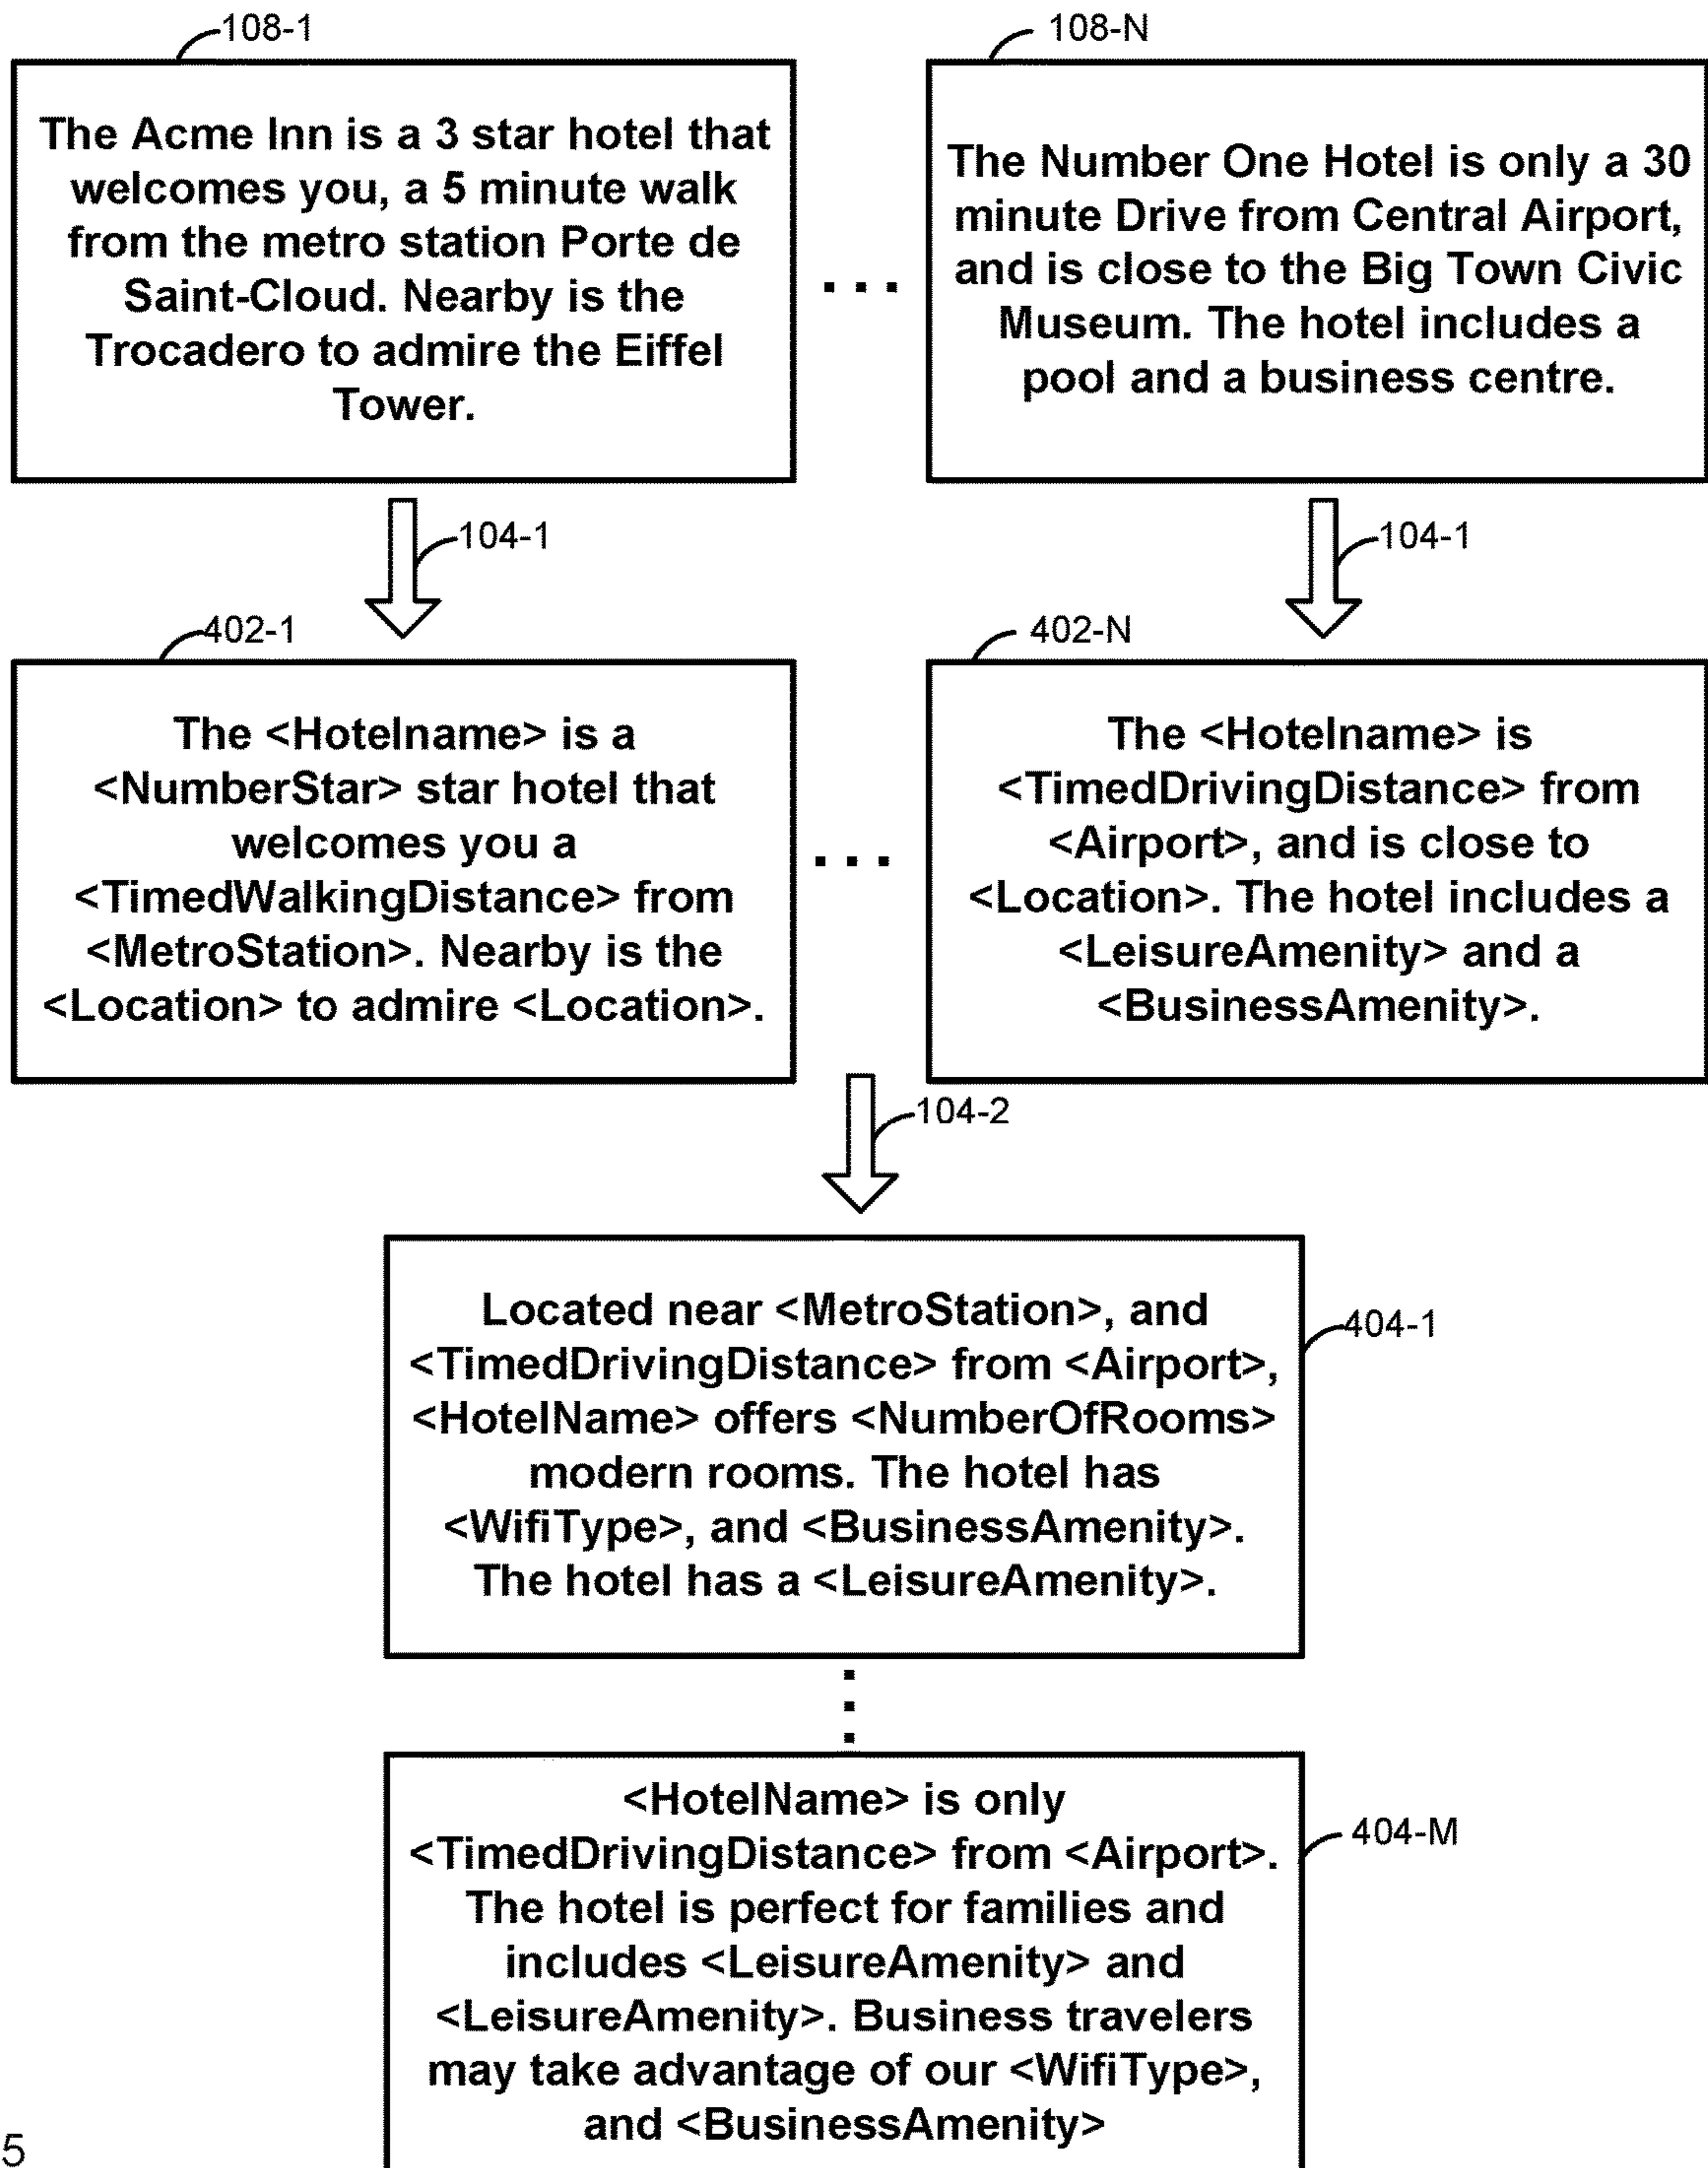 108-1
The Acme Inn is a 3 star hotel that
welcomes you, a 5 minute walk
from the metro station Porte de
Saint-Cloud. Nearby is the
Trocadero to admire the Eiffel
Tower.
. . .
108-N
The Number One Hotel is only a 30
minute Drive from Central Airport,
and is close to the Big Town Civic
Museum. The hotel includes a
pool and a business centre.
104-1
104-1
402-1
The <Hotelname> is a
<NumberStar> star hotel that
welcomes you a
<TimedWalkingDistance> from
<MetroStation>. Nearby is the
<Location> to admire <Location>.
. . .
402-N
The <Hotelname> is
<TimedDrivingDistance> from
<Airport>, and is close to
<Location>. The hotel includes a
<LeisureAmenity> and a
<BusinessAmenity>.
104-2
404-1
Located near <MetroStation>, and
<TimedDrivingDistance> from <Airport>,
<HotelName> offers <NumberOfRooms>
modern rooms. The hotel has
<WifiType>, and <BusinessAmenity>.
The hotel has a <LeisureAmenity>.
404-M
<HotelName> is only
<TimedDrivingDistance> from <Airport>.
The hotel is perfect for families and
includes <LeisureAmenity> and
<LeisureAmenity>. Business travelers
may take advantage of our <WifiType>,
and <BusinessAmenity>
5